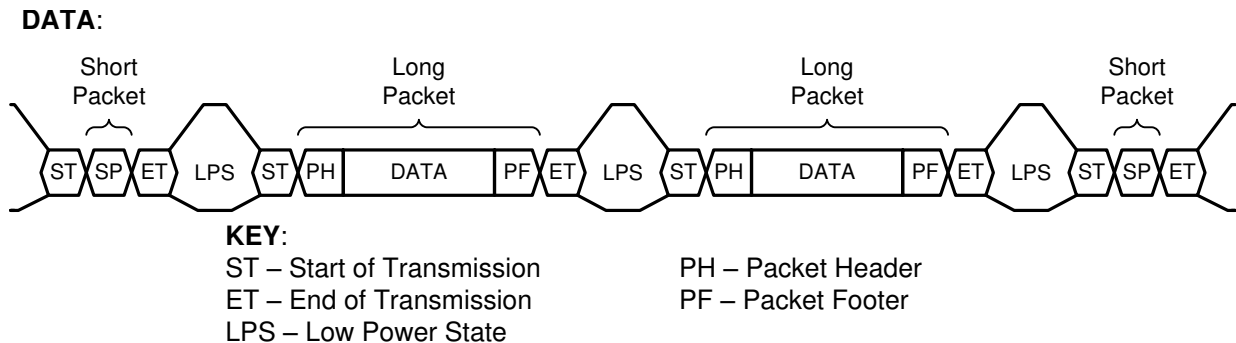 DATA:
Short Packet
Long Packet
Long Packet
Short Packet
ST SP ET LPS ST PH DATA PF ET LPS ST PH DATA PF ET LPS ST SP ET
KEY:
ST – Start of Transmission
PH – Packet Header
ET – End of Transmission
PF – Packet Footer
LPS – Low Power State